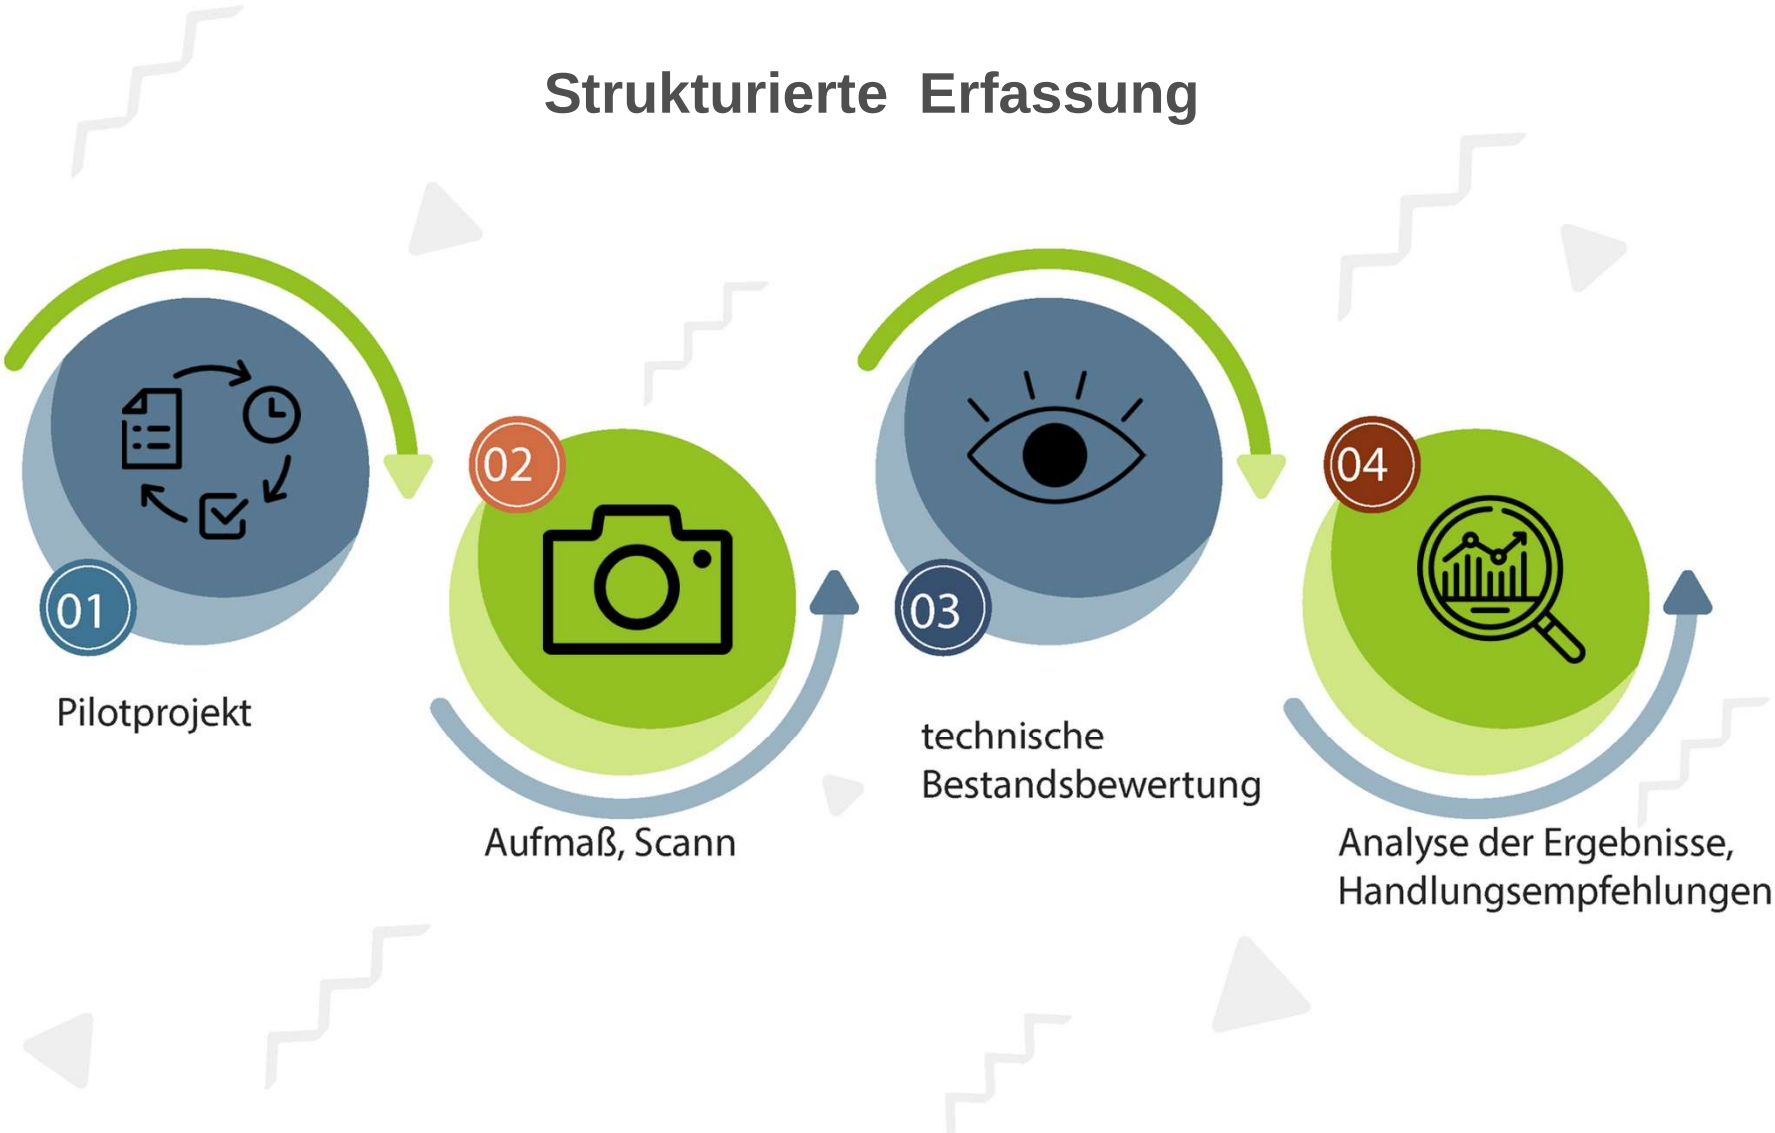 Strukturierte Erfassung
01
Pilotprojekt
02
Aufmaß, Scann
03
technische
Bestandsbewertung
04
Analyse der Ergebnisse,
Handlungsempfehlungen